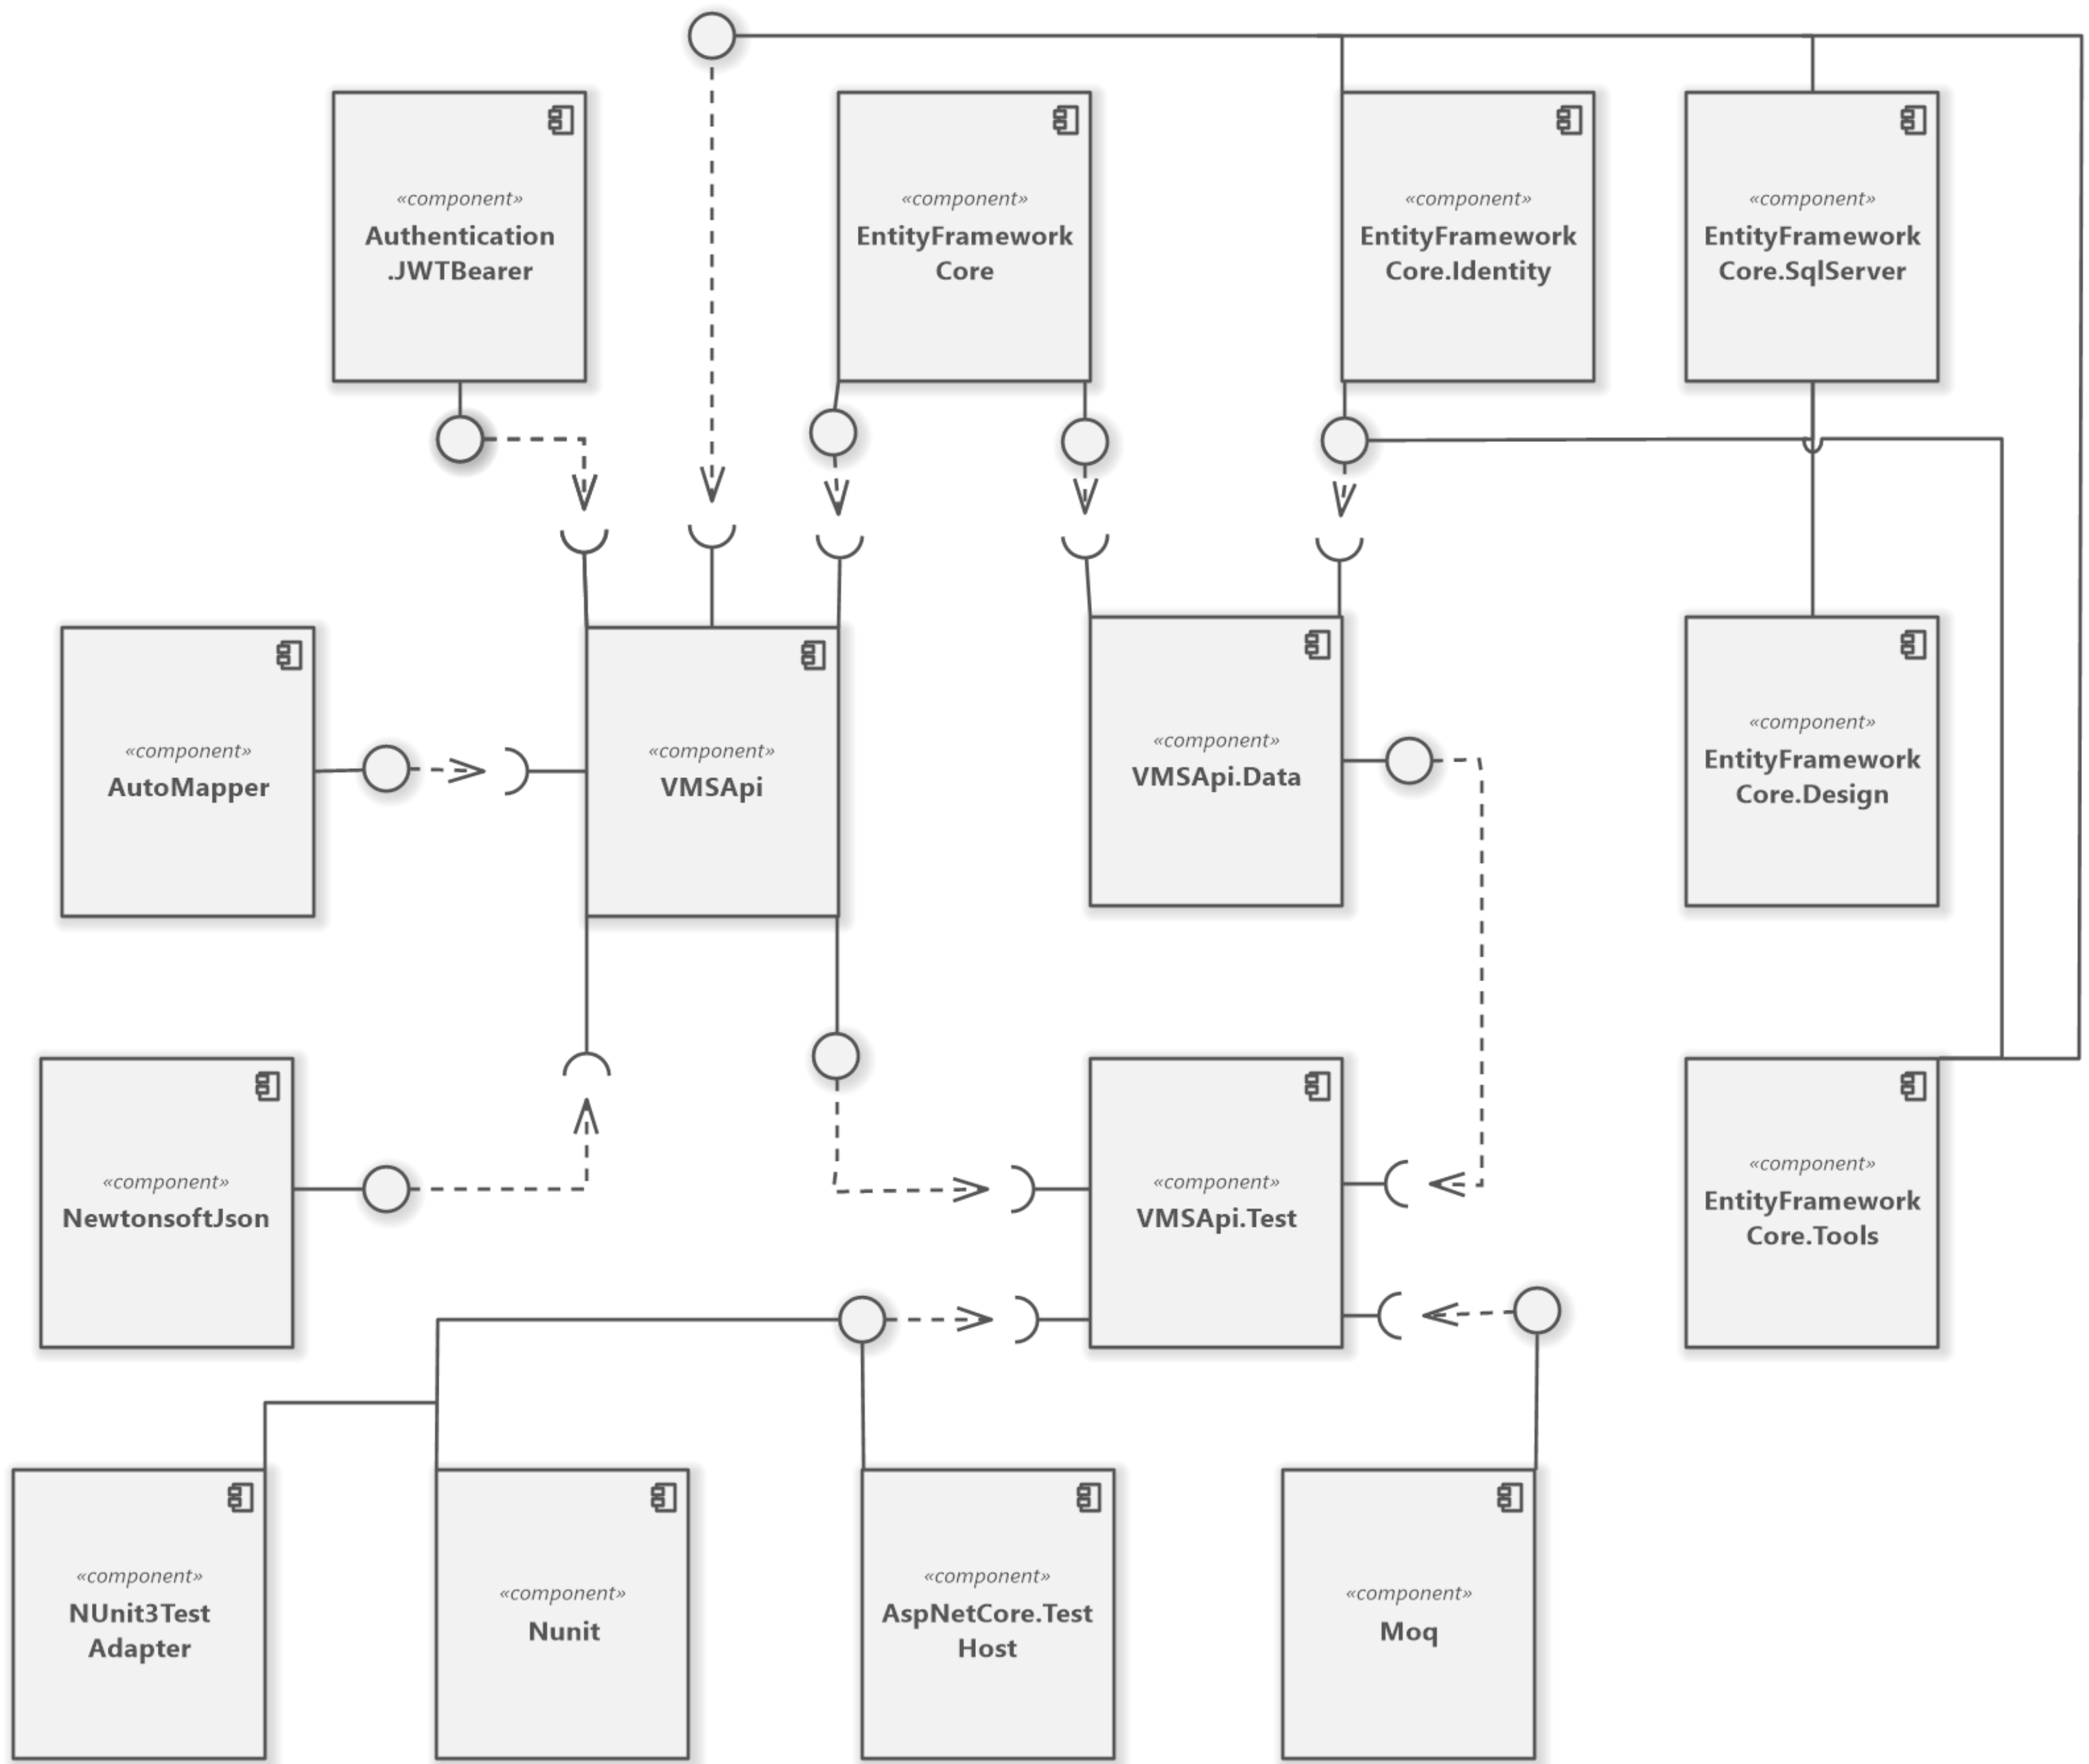 «component»
Authentication
.JWTBearer
«component»
EntityFramework
Core
«component»
EntityFramework
Core.Identity
«component»
EntityFramework
Core.SqlServer
«component»
AutoMapper
«component»
VMSApi
«component»
VMSApi.Data
«component»
EntityFramework
Core.Design
«component»
NewtonsoftJson
«component»
VMSApi.Test
«component»
EntityFramework
Core.Tools
«component»
NUnit3Test
Adapter
«component»
Nunit
«component»
AspNetCore.Test
Host
«component»
Moq